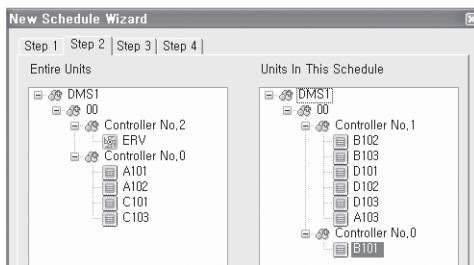 New Schedule Wizard
Step 1 Step 2 Step 3 Step 4
Entire Units
DMS1
00
Controller No,2
ERV
Controller No,0
A101
A102
C101
C103
Units In This Schedule
DMS1
00
Controller No,1
B102
B103
D101
D102
D103
A103
Controller No,0
B101